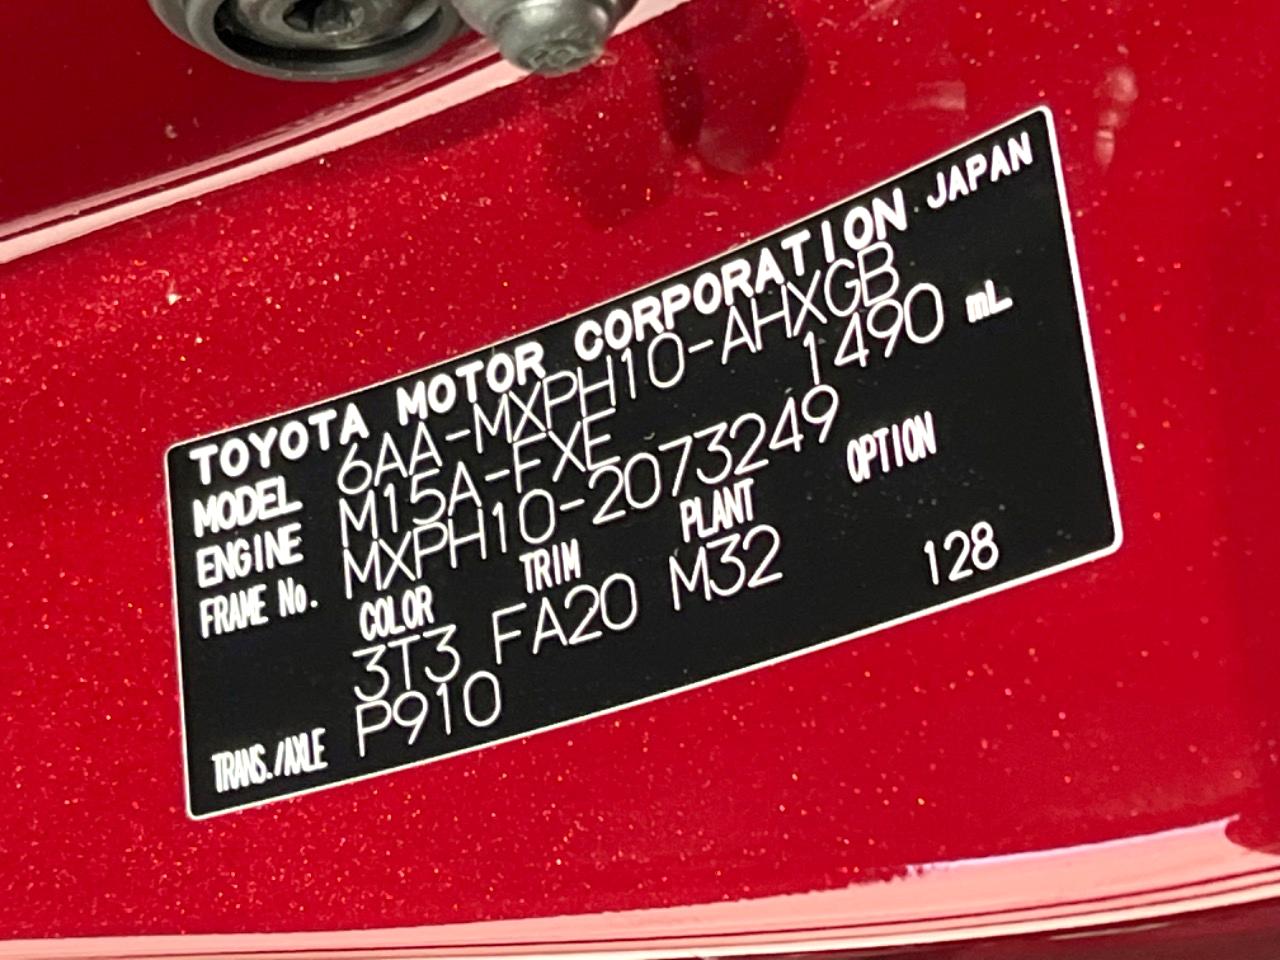 TOYOTA MOTOR CORPORATION JAPAN
MODEL 6AA-MXPH10-AHXGB
ENGINE M15A-FXE 1490 mL
FRAME No. MXPH10-2073249
COLOR TRIM PLANT OPTION
3T3 FA20 M32 128
TRANS./AXLE P910